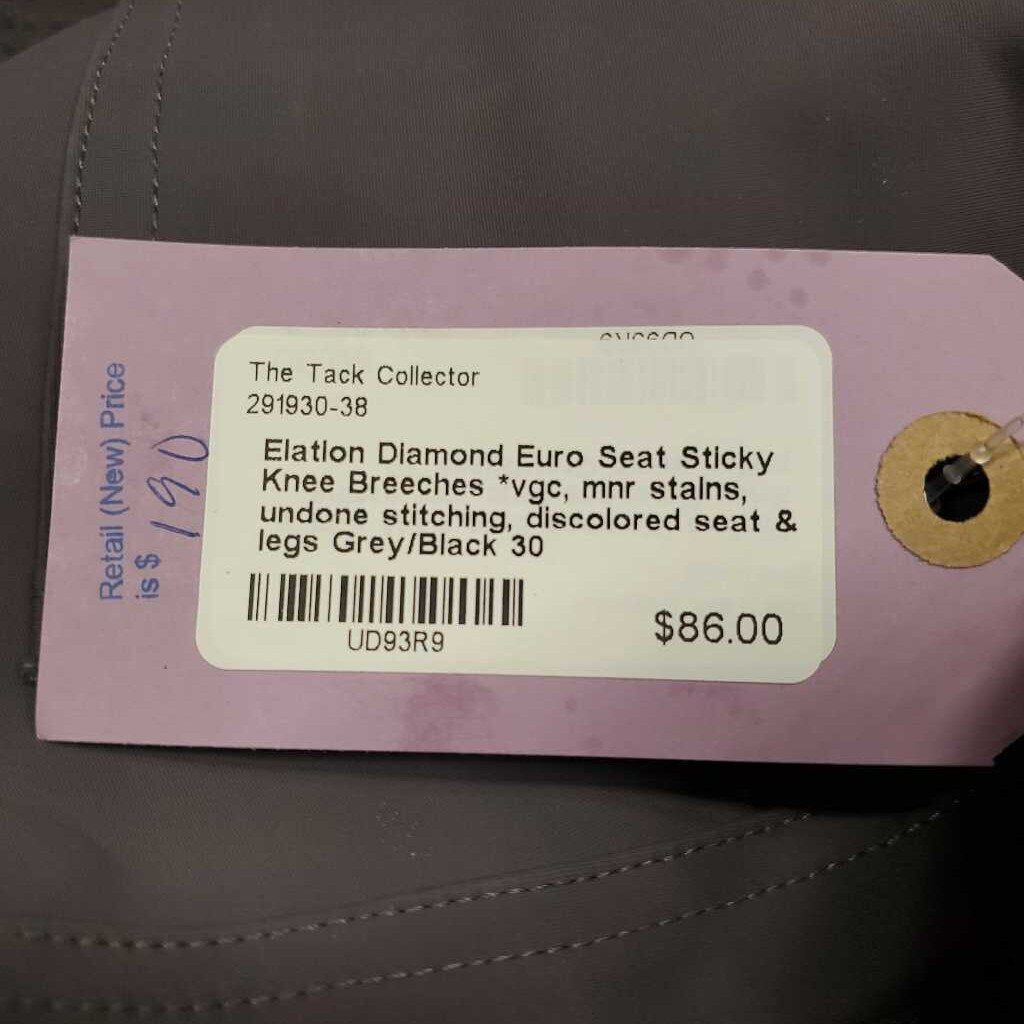 The Tack Collector
291930-38
Elation Diamond Euro Seat Sticky
Knee Breeches *vgc, mnr stains,
undone stitching, discolored seat &
legs Grey/Black 30
UD93R9
$86.00
Retail (New) Price
is $ 190